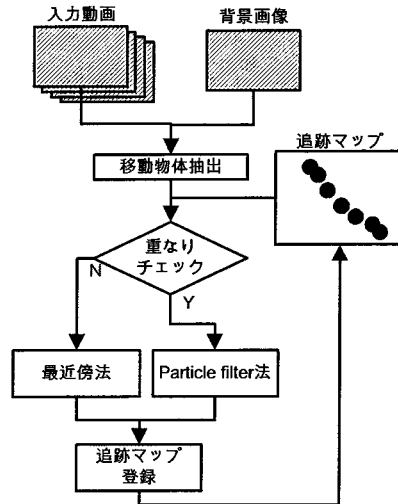 入力動画
背景画像
移動物体抽出
追跡マップ
重なり
チェック
N
Y
最近傍法
Particle filter法
追跡マップ
登録